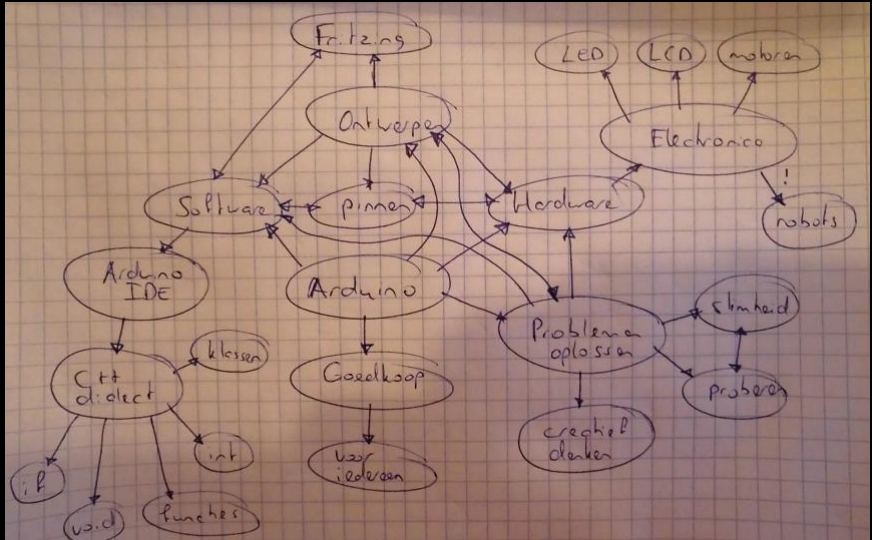 Fritzing
LED
LCD
motoren
Ontwerpen
Electronica
!
Software
pinnen
Hardware
robots
Arduino
IDE
Arduino
Problemen
oplossen
slimheid
klassen
C++
dialect
Goedkoop
proberen
int
creatief
denken
if
voor
iedereen
void
functies